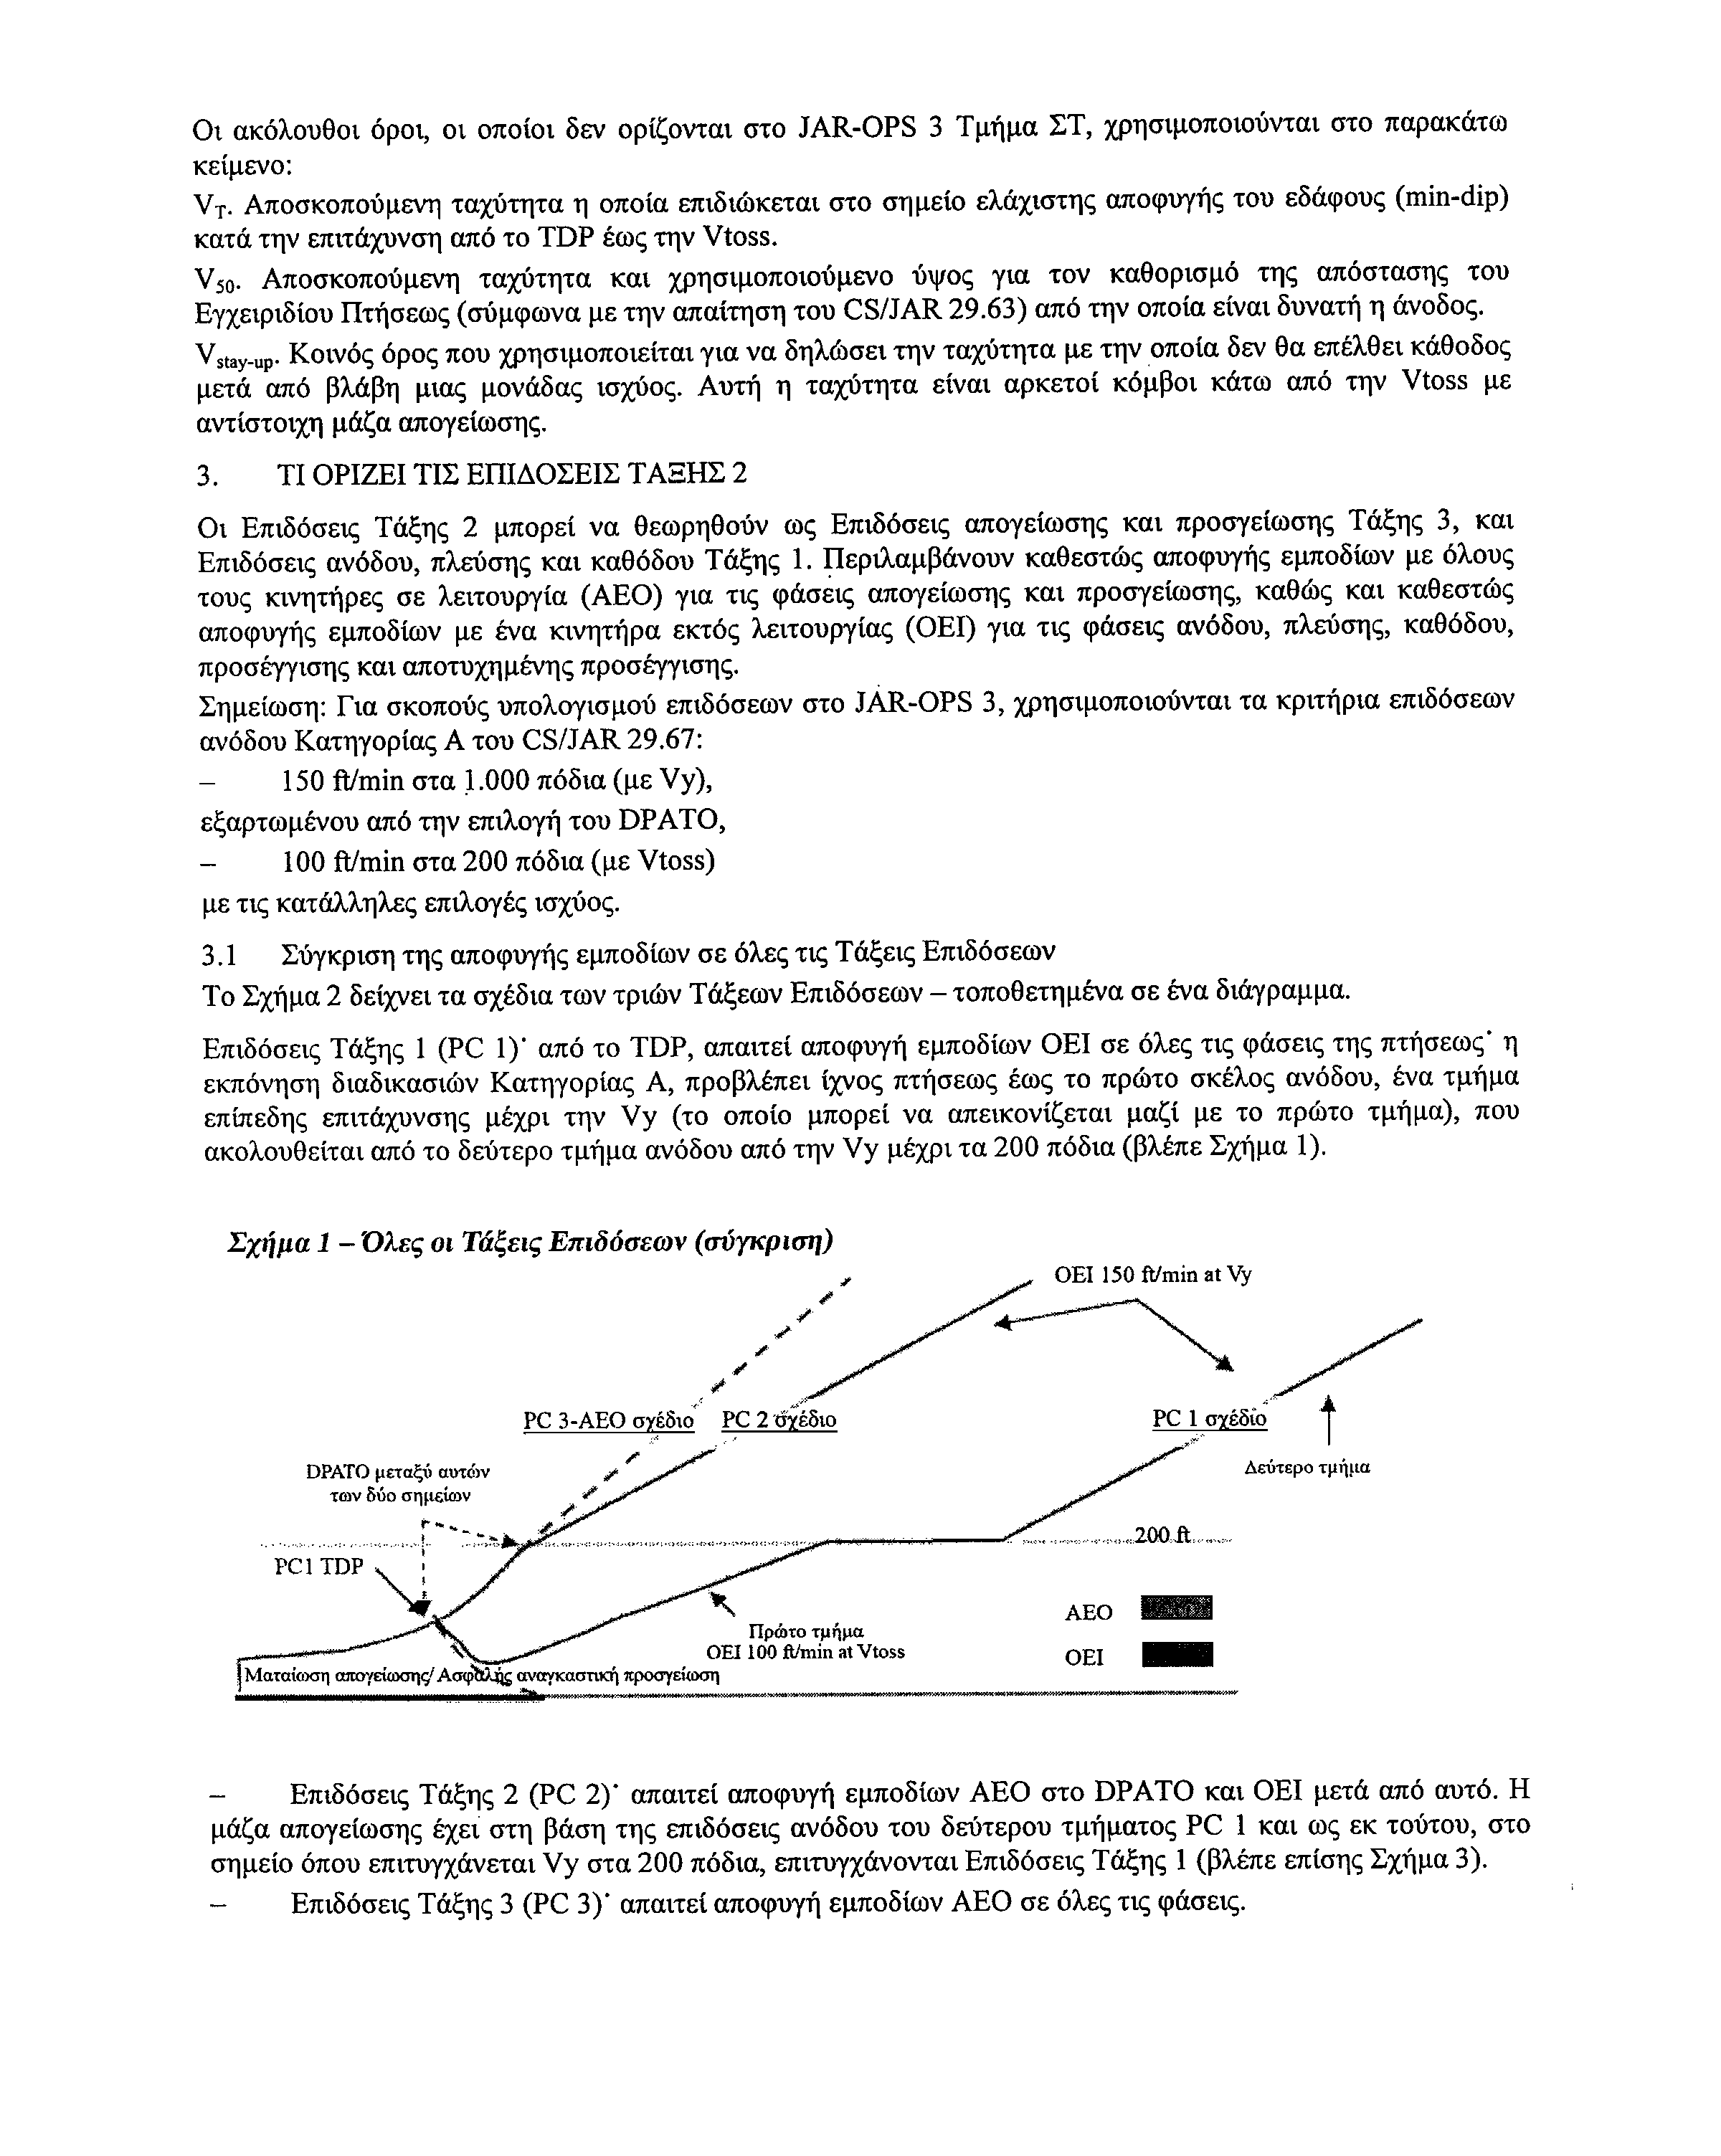 Οι ακόλουθοι όροι, οι οποίοι δεν ορίζονται στο JAR-OPS 3 Τμήμα ΣΤ, χρησιμοποιούνται στο παρακάτω
κείμενο:
VT. Αποσκοπούμενη ταχύτητα η οποία επιδιώκεται στο σημείο ελάχιστης αποφυγής του εδάφους (min-dip)
κατά την επιτάχυνση από το TDP έως την Vtoss.
V50. Αποσκοπούμενη ταχύτητα και χρησιμοποιούμενο ύψος για τον καθορισμό της απόστασης του
Εγχειριδίου Πτήσεως (σύμφωνα με την απαίτηση του CS/JAR 29.63) από την οποία είναι δυνατή η άνοδος.
Vstay-up. Κοινός όρος που χρησιμοποιείται για να δηλώσει την ταχύτητα με την οποία δεν θα επέλθει κάθοδος
μετά από βλάβη μιας μονάδας ισχύος. Αυτή η ταχύτητα είναι αρκετοί κόμβοι κάτω από την Vtoss με
αντίστοιχη μάζα απογείωσης.
3. ΤΙ ΟΡΙΖΕΙ ΤΙΣ ΕΠΙΔΟΣΕΙΣ ΤΑΞΗΣ 2
Οι Επιδόσεις Τάξης 2 μπορεί να θεωρηθούν ως Επιδόσεις απογείωσης και προσγείωσης Τάξης 3, και
Επιδόσεις ανόδου, πλεύσης και καθόδου Τάξης 1. Περιλαμβάνουν καθεστώς αποφυγής εμποδίων με όλους
τους κινητήρες σε λειτουργία (AEO) για τις φάσεις απογείωσης και προσγείωσης, καθώς και καθεστώς
αποφυγής εμποδίων με ένα κινητήρα εκτός λειτουργίας (OEI) για τις φάσεις ανόδου, πλεύσης, καθόδου,
προσέγγισης και αποτυχημένης προσέγγισης.
Σημείωση: Για σκοπούς υπολογισμού επιδόσεων στο JAR-OPS 3, χρησιμοποιούνται τα κριτήρια επιδόσεων
ανόδου Κατηγορίας Α του CS/JAR 29.67:
– 150 ft/min στα 1.000 πόδια (με Vy),
εξαρτωμένου από την επιλογή του DPATO,
– 100 ft/min στα 200 πόδια (με Vtoss)
με τις κατάλληλες επιλογές ισχύος.
3.1 Σύγκριση της αποφυγής εμποδίων σε όλες τις Τάξεις Επιδόσεων
Το Σχήμα 2 δείχνει τα σχέδια των τριών Τάξεων Επιδόσεων – τοποθετημένα σε ένα διάγραμμα.
Επιδόσεις Τάξης 1 (PC 1)· από το TDP, απαιτεί αποφυγή εμποδίων OEI σε όλες τις φάσεις της πτήσεως· η
εκπόνηση διαδικασιών Κατηγορίας Α, προβλέπει ίχνος πτήσεως έως το πρώτο σκέλος ανόδου, ένα τμήμα
επίπεδης επιτάχυνσης μέχρι την Vy (το οποίο μπορεί να απεικονίζεται μαζί με το πρώτο τμήμα), που
ακολουθείται από το δεύτερο τμήμα ανόδου από την Vy μέχρι τα 200 πόδια (βλέπε Σχήμα 1).
Σχήμα 1 – Όλες οι Τάξεις Επιδόσεων (σύγκριση)
OEI 150 ft/min at Vy
PC 3-AEO σχέδιο PC 2 σχέδιο PC 1 σχέδιο
DPATO μεταξύ αυτών
των δύο σημείων
Δεύτερο τμήμα
200 ft
PC1 TDP
AEO
Πρώτο τμήμα
OEI 100 ft/min at Vtoss
OEI
Ματαίωση απογείωσης/ Ασφαλής αναγκαστική προσγείωση
– Επιδόσεις Τάξης 2 (PC 2)· απαιτεί αποφυγή εμποδίων AEO στο DPATO και OEI μετά από αυτό. Η
μάζα απογείωσης έχει στη βάση της επιδόσεις ανόδου του δεύτερου τμήματος PC 1 και ως εκ τούτου, στο
σημείο όπου επιτυγχάνεται Vy στα 200 πόδια, επιτυγχάνονται Επιδόσεις Τάξης 1 (βλέπε επίσης Σχήμα 3).
– Επιδόσεις Τάξης 3 (PC 3)· απαιτεί αποφυγή εμποδίων AEO σε όλες τις φάσεις.